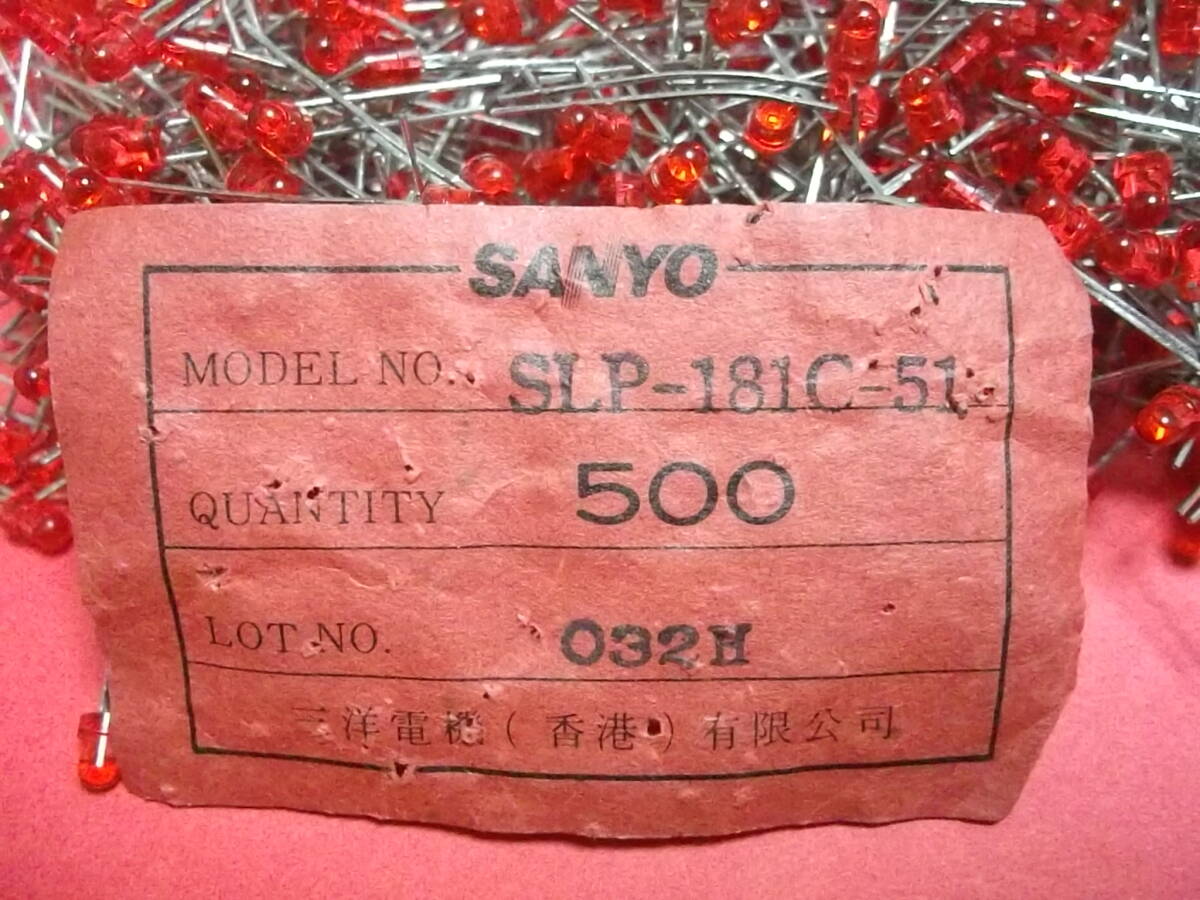 SANYO
MODEL NO. SLP-181C-51
QUANTITY 500
LOT NO. 032H
三洋電機(香港)有限公司